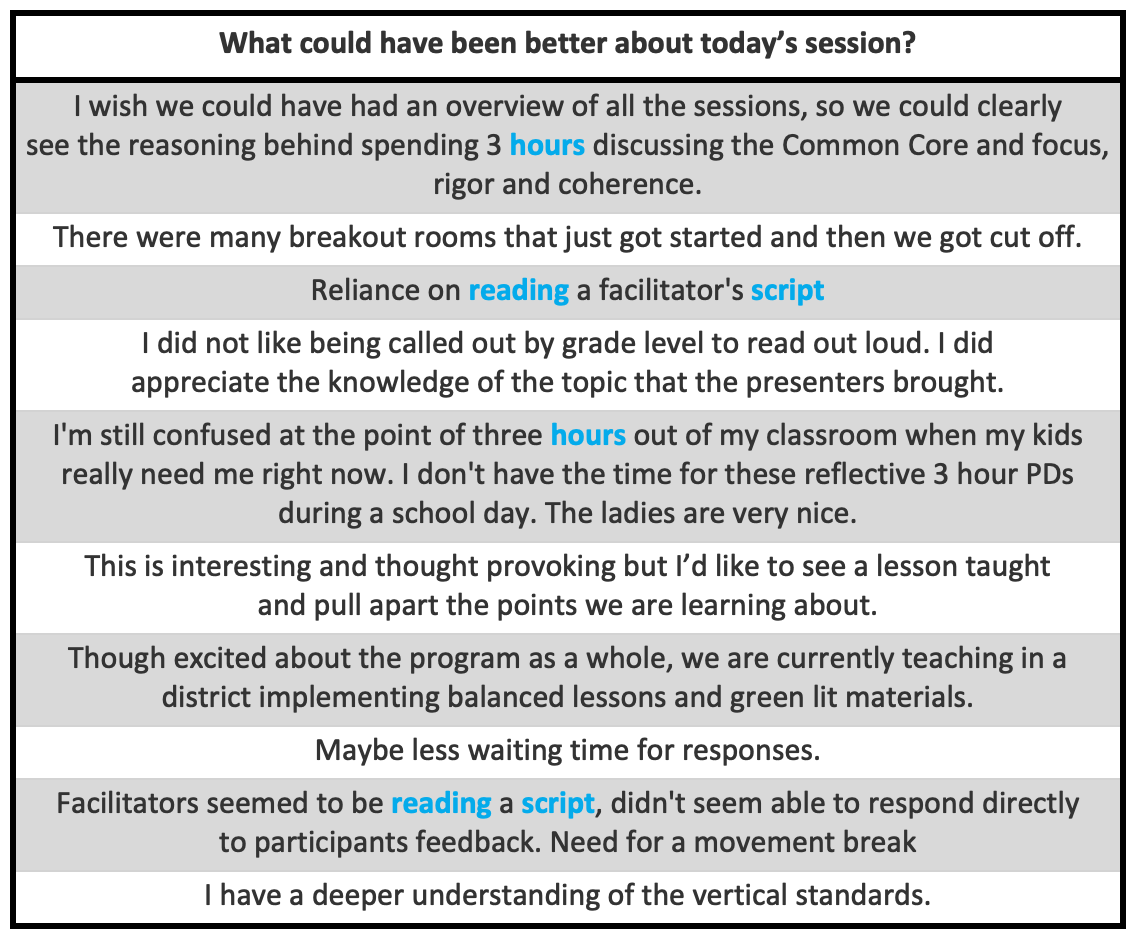 What could have been better about today’s session?
I wish we could have had an overview of all the sessions, so we could clearly
see the reasoning behind spending 3 hours discussing the Common Core and focus,
rigor and coherence.
There were many breakout rooms that just got started and then we got cut off.
Reliance on reading a facilitator's script
I did not like being called out by grade level to read out loud. I did
appreciate the knowledge of the topic that the presenters brought.
I'm still confused at the point of three hours out of my classroom when my kids
really need me right now. I don't have the time for these reflective 3 hour PDs
during a school day. The ladies are very nice.
This is interesting and thought provoking but I’d like to see a lesson taught
and pull apart the points we are learning about.
Though excited about the program as a whole, we are currently teaching in a
district implementing balanced lessons and green lit materials.
Maybe less waiting time for responses.
Facilitators seemed to be reading a script, didn't seem able to respond directly
to participants feedback. Need for a movement break
I have a deeper understanding of the vertical standards.